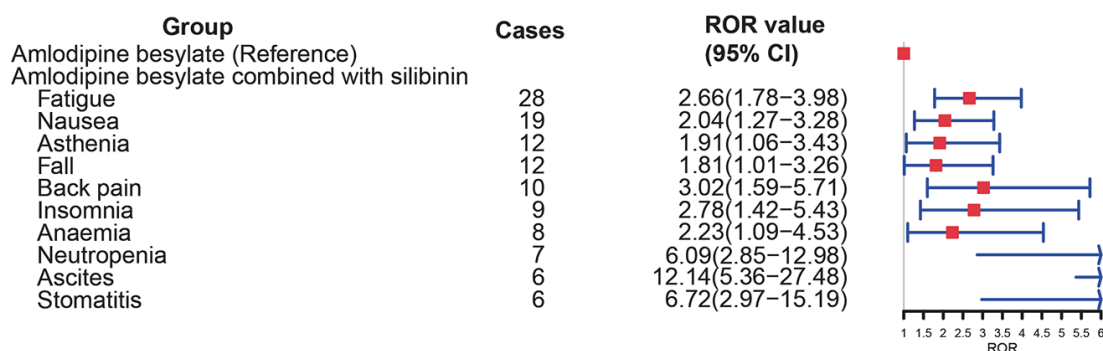 Group Cases ROR value
(95% CI)
Amlodipine besylate (Reference)
Amlodipine besylate combined with silibinin
Fatigue 28 2.66(1.78−3.98)
Nausea 19 2.04(1.27−3.28)
Asthenia 12 1.91(1.06−3.43)
Fall 12 1.81(1.01−3.26)
Back pain 10 3.02(1.59−5.71)
Insomnia 9 2.78(1.42−5.43)
Anaemia 8 2.23(1.09−4.53)
Neutropenia 7 6.09(2.85−12.98)
Ascites 6 12.14(5.36−27.48)
Stomatitis 6 6.72(2.97−15.19)
1 1.5 2 2.5 3 3.5 4 4.5 5 5.5 6
ROR